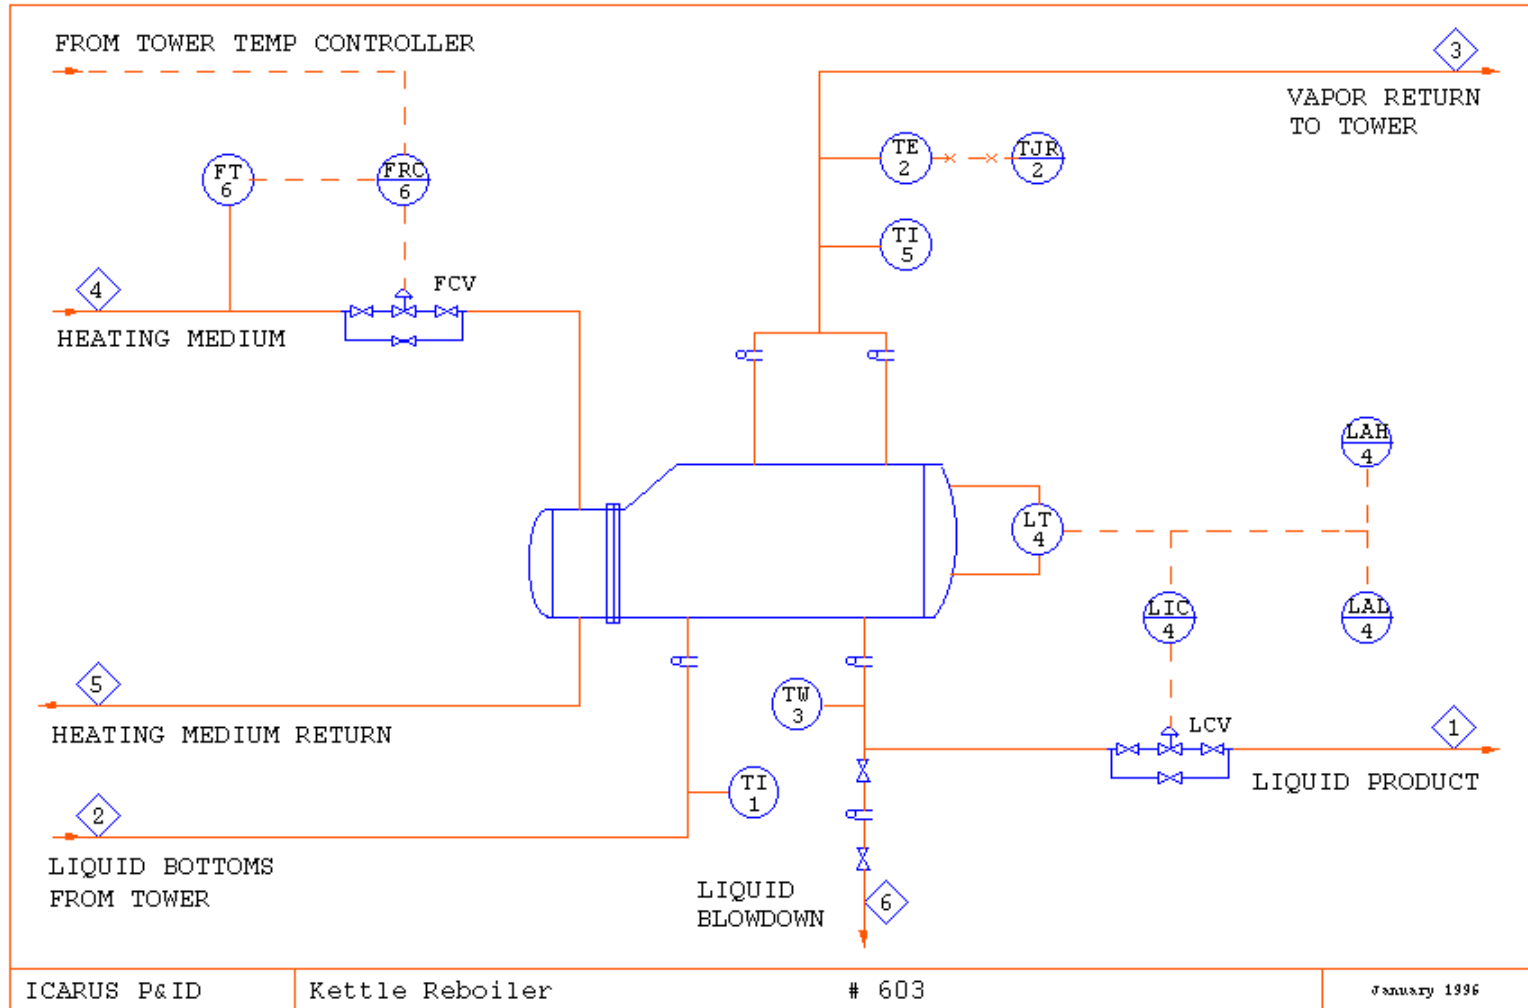 FROM TOWER TEMP CONTROLLER
3
VAPOR RETURN
TO TOWER
TE
2
TJR
2
FT
6
FRC
6
TI
5
4
FCV
HEATING MEDIUM
LAH
4
LT
4
LIC
4
LAL
4
5
HEATING MEDIUM RETURN
TW
3
LCV
1
LIQUID PRODUCT
TI
1
2
LIQUID BOTTOMS
FROM TOWER
LIQUID
BLOWDOWN
6
ICARUS P&ID
Kettle Reboiler
# 603
January 1996